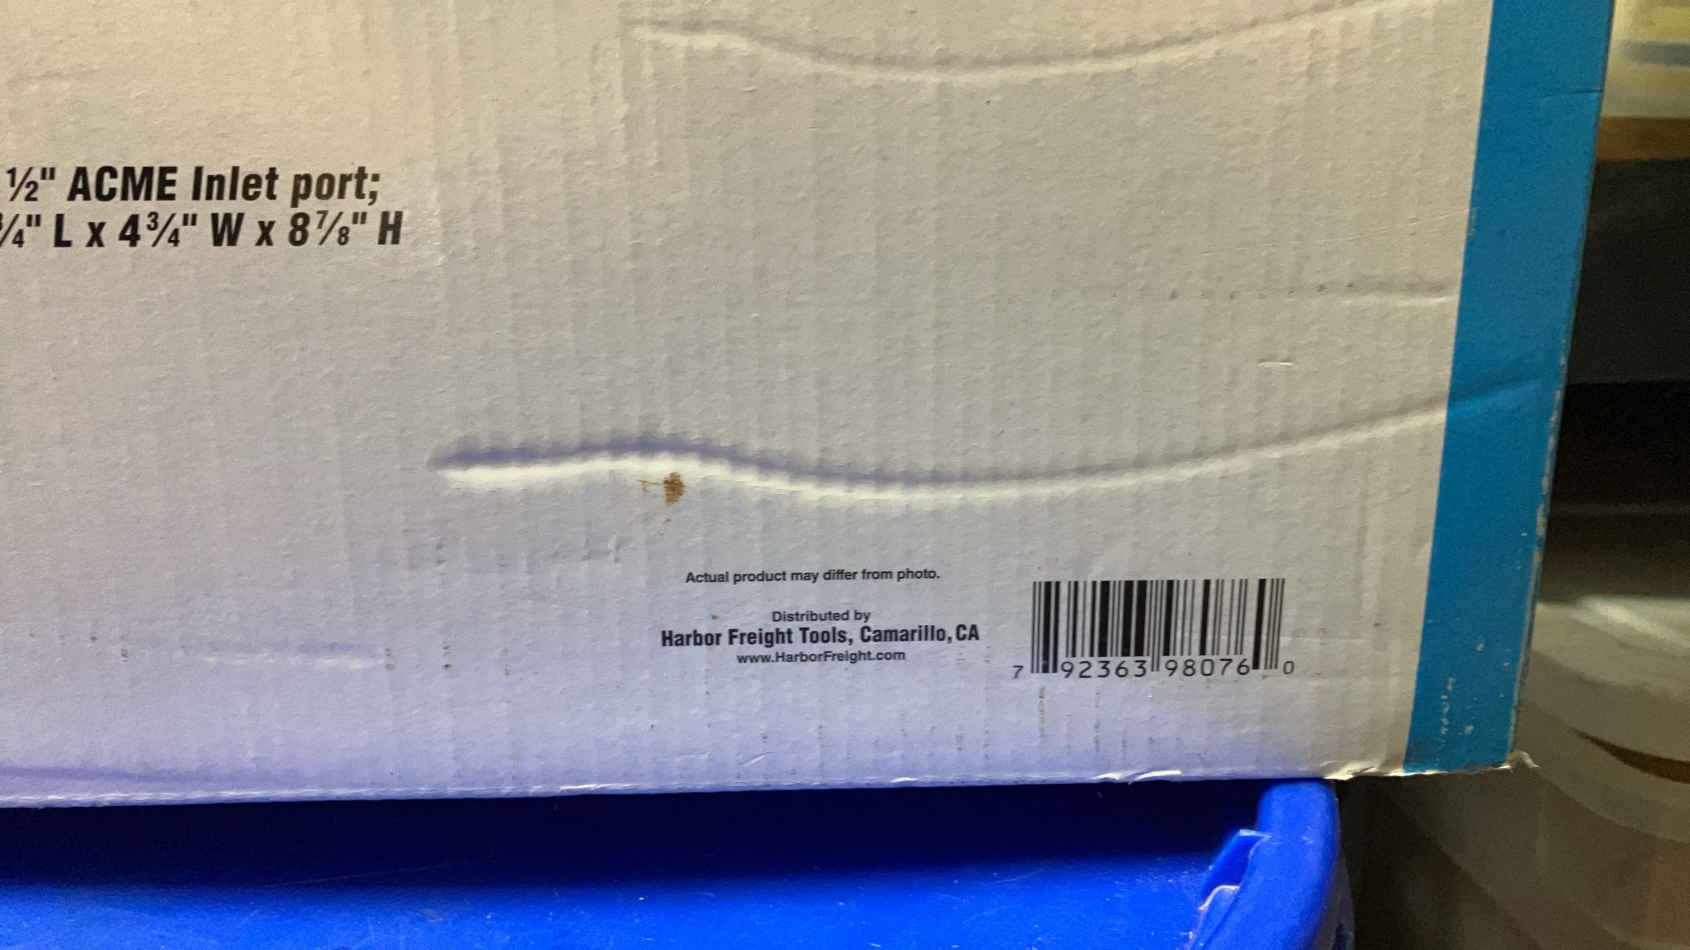 ½" ACME Inlet port;
¾" L x 4¾" W x 8⅞" H
Actual product may differ from photo.
Distributed by
Harbor Freight Tools, Camarillo, CA
www.HarborFreight.com
7 92363 98076 0